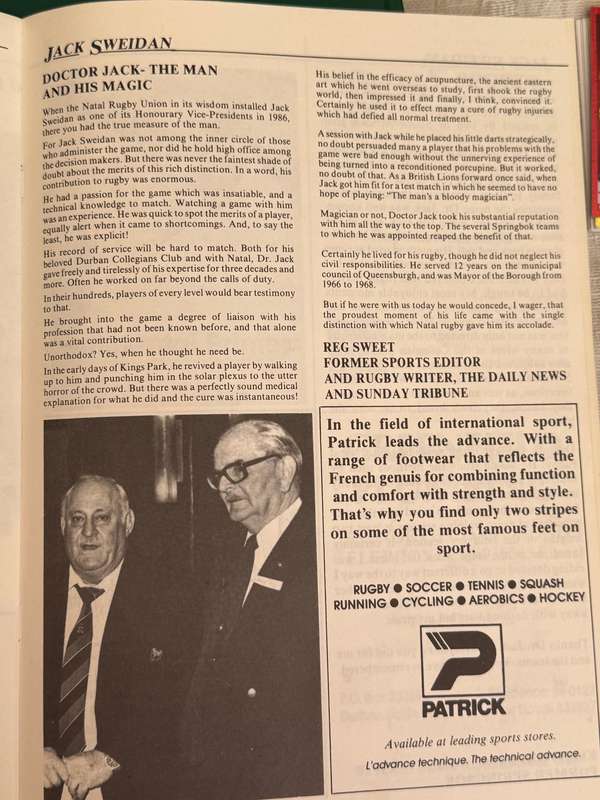 JACK SWEIDAN
DOCTOR JACK- THE MAN
AND HIS MAGIC
When the Natal Rugby Union in its wisdom installed Jack
Sweidan as one of its Honourary Vice-Presidents in 1986,
there you had the true measure of the man.
For Jack Sweidan was not among the inner circle of those
who administer the game, nor did he hold high office among
the decision makers. But there was never the faintest shade of
doubt about the merits of this rich distinction. In a word, his
contribution to rugby was enormous.
He had a passion for the game which was insatiable, and a
technical knowledge to match. Watching a game with him
was an experience. He was quick to spot the merits of a player,
equally alert when it came to shortcomings. And, to say the
least, he was explicit!
His record of service will be hard to match. Both for his
beloved Durban Collegians Club and with Natal, Dr. Jack
gave freely and tirelessly of his expertise for three decades and
more. Often he worked on far beyond the calls of duty.
In their hundreds, players of every level would bear testimony
to that.
He brought into the game a degree of liaison with his
profession that had not been known before, and that alone
was a vital contribution.
Unorthodox? Yes, when he thought he need be.
In the early days of Kings Park, he revived a player by walking
up to him and punching him in the solar plexus to the utter
horror of the crowd. But there was a perfectly sound medical
explanation for what he did and the cure was instantaneous!
His belief in the efficacy of acupuncture, the ancient eastern
art which he went overseas to study, first shook the rugby
world, then impressed it and finally, I think, convinced it.
Certainly he used it to effect many a cure of rugby injuries
which had defied all normal treatment.
A session with Jack while he placed his little darts strategically,
no doubt persuaded many a player that his problems with the
game were bad enough without the unnerving experience of
being turned into a reconditioned porcupine. But it worked,
no doubt of that. As a British Lions forward once said, when
Jack got him fit for a test match in which he seemed to have no
hope of playing: "The man's a bloody magician".
Magician or not, Doctor Jack took his substantial reputation
with him all the way to the top. The several Springbok teams
to which he was appointed reaped the benefit of that.
Certainly he lived for his rugby, though he did not neglect his
civil responsibilities. He served 12 years on the municipal
council of Queensburgh, and was Mayor of the Borough from
1966 to 1968.
But if he were with us today he would concede, I wager, that
the proudest moment of his life came with the single
distinction with which Natal rugby gave him its accolade.
REG SWEET
FORMER SPORTS EDITOR
AND RUGBY WRITER, THE DAILY NEWS
AND SUNDAY TRIBUNE
In the field of international sport,
Patrick leads the advance. With a
range of footwear that reflects the
French genuis for combining function
and comfort with strength and style.
That's why you find only two stripes
on some of the most famous feet on
sport.
RUGBY ● SOCCER ● TENNIS ● SQUASH
RUNNING ● CYCLING ● AEROBICS ● HOCKEY
PATRICK
Available at leading sports stores.
L'advance technique. The technical advance.